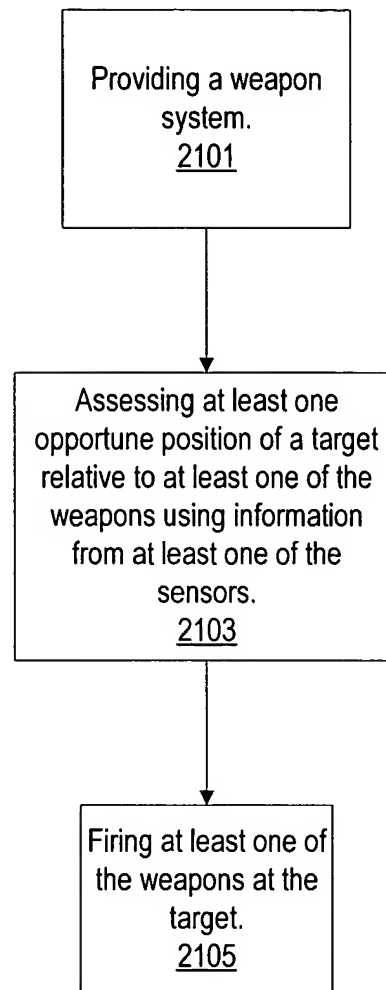 Providing a weapon
system.
2101
Assessing at least one
opportune position of a target
relative to at least one of the
weapons using information
from at least one of the
sensors.
2103
Firing at least one of
the weapons at the
target.
2105